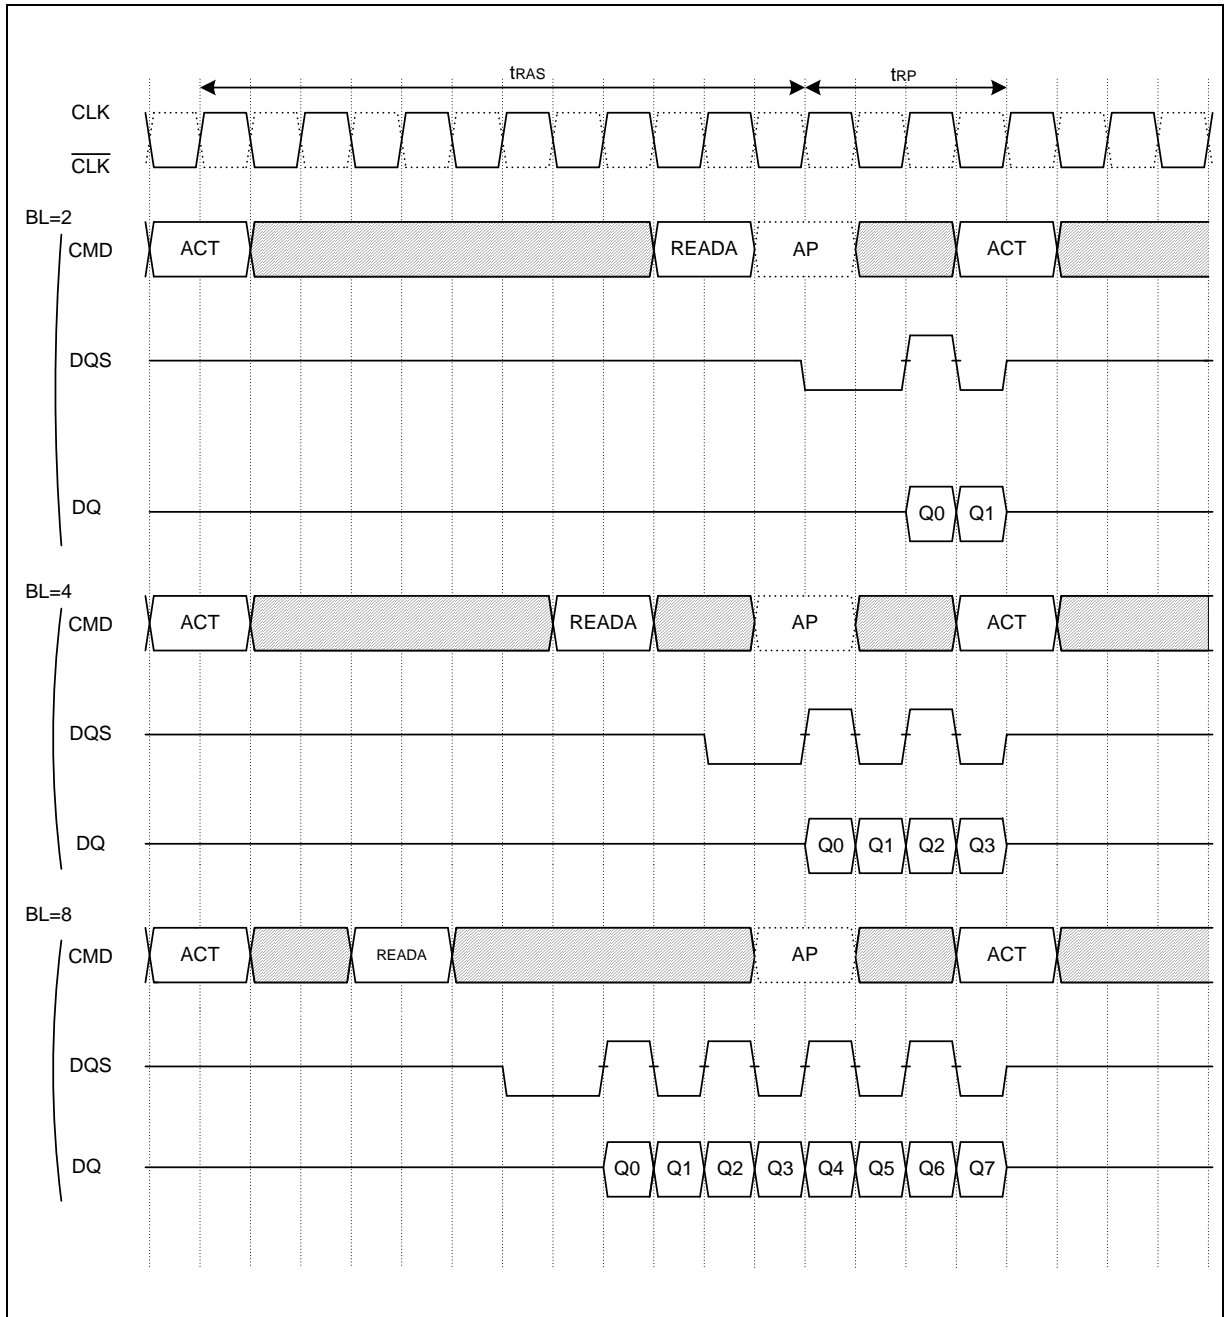 tRAS tRP
CLK
CLK
BL=2
CMD ACT READA AP ACT
DQS
DQ Q0 Q1
BL=4
CMD ACT READA AP ACT
DQS
DQ Q0 Q1 Q2 Q3
BL=8
CMD ACT READA AP ACT
DQS
DQ Q0 Q1 Q2 Q3 Q4 Q5 Q6 Q7